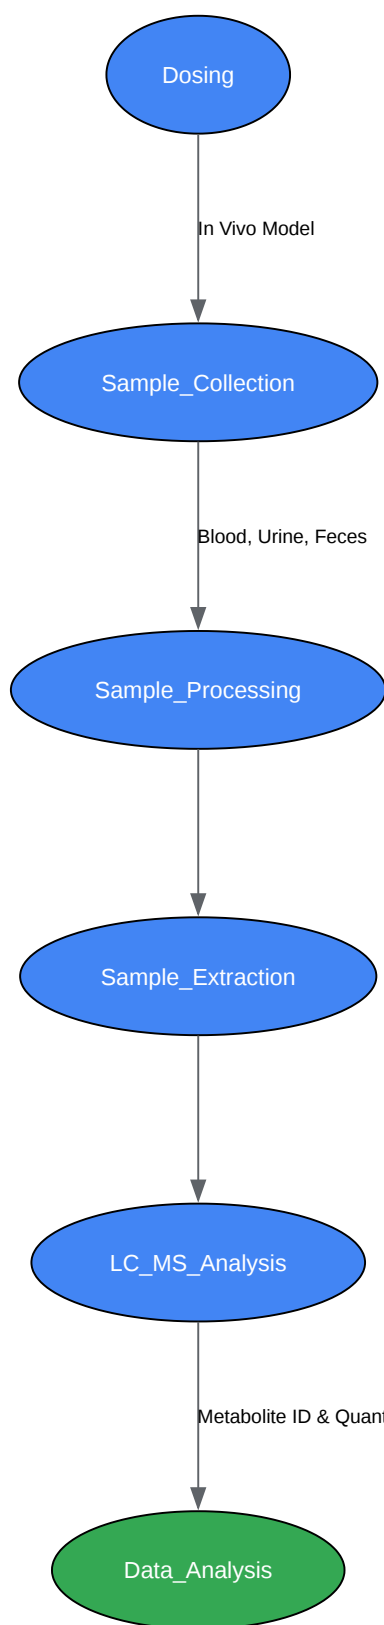 Dosing
In Vivo Model
Sample_Collection
Blood, Urine, Feces
Sample_Processing
Sample_Extraction
LC_MS_Analysis
Metabolite ID & Quant
Data_Analysis